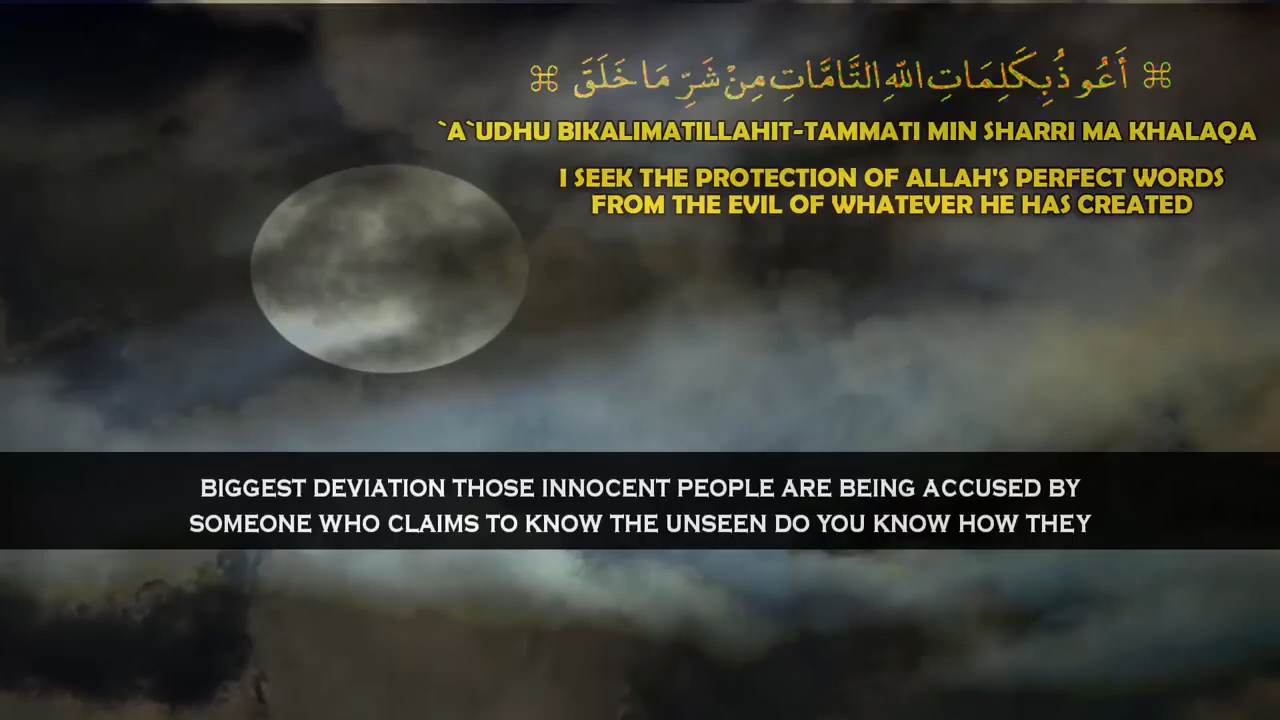 ⌘ أَعُوذُ بِكَلِمَاتِ اللّٰهِ التَّامَّاتِ مِنْ شَرِّ مَا خَلَقَ ⌘
`A`UDHU BIKALIMATILLAHIT-TAMMATI MIN SHARRI MA KHALAQA
I SEEK THE PROTECTION OF ALLAH'S PERFECT WORDS
FROM THE EVIL OF WHATEVER HE HAS CREATED
BIGGEST DEVIATION THOSE INNOCENT PEOPLE ARE BEING ACCUSED BY
SOMEONE WHO CLAIMS TO KNOW THE UNSEEN DO YOU KNOW HOW THEY